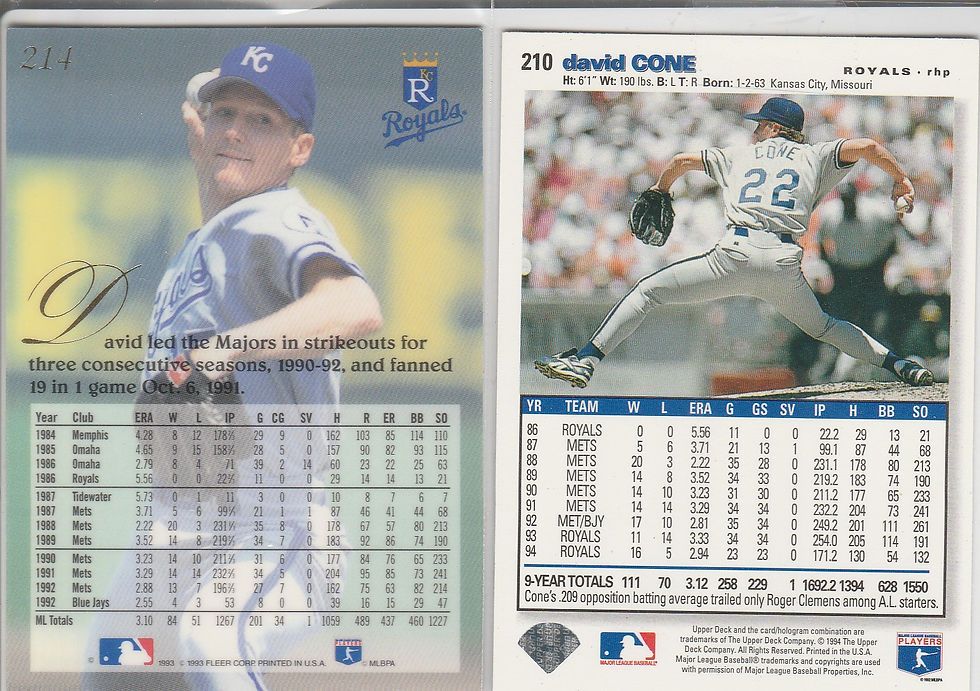 214
KC
KC
R
Royals
Royals
David led the Majors in strikeouts for
three consecutive seasons, 1990-92, and fanned
19 in 1 game Oct. 6, 1991.
Year Club ERA W L IP G CG SV H R ER BB SO
1984 Memphis 4.28 8 12 178⅔ 29 9 0 162 103 85 114 110
1985 Omaha 4.65 9 15 158⅔ 28 5 0 157 90 82 93 115
1986 Omaha 2.79 8 4 71 39 2 14 60 23 22 25 63
1986 Royals 5.56 0 0 22⅔ 11 0 0 29 14 14 13 21
1987 Tidewater 5.73 0 1 11 3 0 0 10 8 7 6 7
1987 Mets 3.71 5 6 99⅓ 21 1 1 87 46 41 44 68
1988 Mets 2.22 20 3 231⅓ 35 8 0 178 67 57 80 213
1989 Mets 3.52 14 8 219⅔ 34 7 0 183 92 86 74 190
1990 Mets 3.23 14 10 211⅔ 31 6 0 177 84 76 65 233
1991 Mets 3.29 14 14 232⅔ 34 5 0 204 95 85 73 241
1992 Mets 2.88 13 7 196⅔ 27 7 0 162 75 63 82 214
1992 Blue Jays 2.55 4 3 53 8 0 0 39 16 15 29 47
ML Totals 3.10 84 51 1267 201 34 1 1059 489 437 460 1227
© 1993 © 1993 FLEER CORP. PRINTED IN U.S.A. © MLBPA
210 david CONE ROYALS · rhp
Ht: 6'1" Wt: 190 lbs. B: L T: R Born: 1-2-63 Kansas City, Missouri
CONE
22
YR TEAM W L ERA G GS SV IP H BB SO
86 ROYALS 0 0 5.56 11 0 0 22.2 29 13 21
87 METS 5 6 3.71 21 13 1 99.1 87 44 68
88 METS 20 3 2.22 35 28 0 231.1 178 80 213
89 METS 14 8 3.52 34 33 0 219.2 183 74 190
90 METS 14 10 3.23 31 30 0 211.2 177 65 233
91 METS 14 14 3.29 34 34 0 232.2 204 73 241
92 MET/BJY 17 10 2.81 35 34 0 249.2 201 111 261
93 ROYALS 11 14 3.33 34 34 0 254.0 205 114 191
94 ROYALS 16 5 2.94 23 23 0 171.2 130 54 132
9-YEAR TOTALS 111 70 3.12 258 229 1 1692.2 1394 628 1550
Cone's .209 opposition batting average trailed only Roger Clemens among A.L. starters.
MAJOR LEAGUE BASEBALL
Upper Deck and the card/hologram combination are
trademarks of The Upper Deck Company. © 1994 The Upper
Deck Company. All Rights Reserved. Printed in the U.S.A.
Major League Baseball® trademarks and copyrights are used
with permission of Major League Baseball Properties, Inc.
PLAYERS